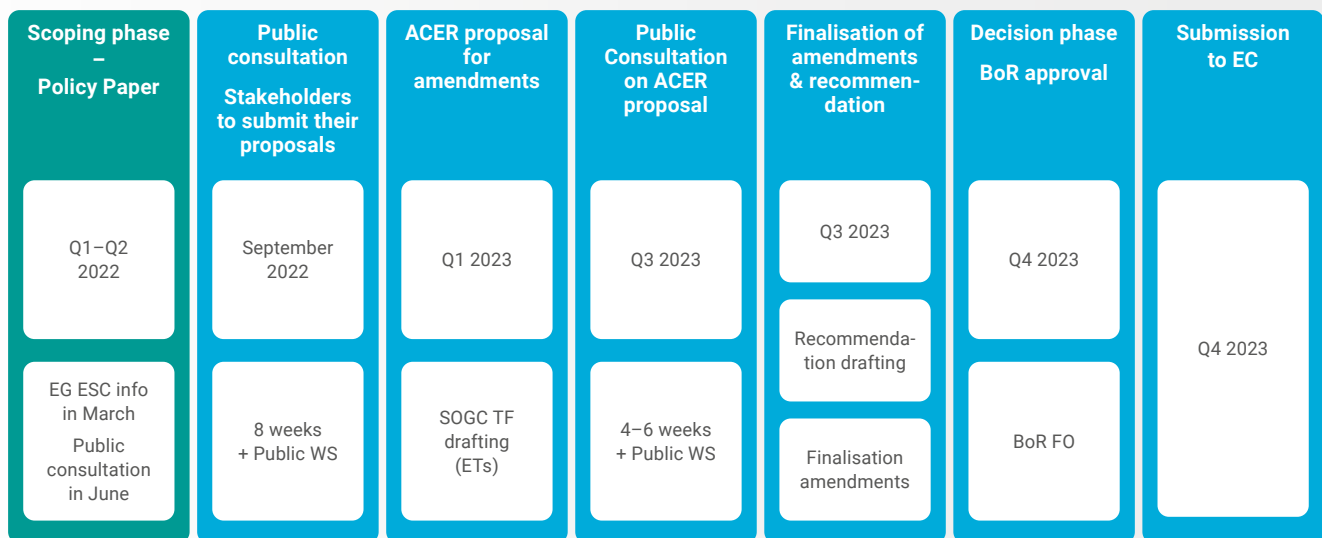 Scoping phase
–
Policy Paper
Q1–Q2
2022
EG ESC info
in March
Public
consultation
in June
Public
consultation
Stakeholders
to submit their
proposals
September
2022
8 weeks
+ Public WS
ACER proposal
for
amendments
Q1 2023
SOGC TF
drafting
(ETs)
Public
Consultation
on ACER
proposal
Q3 2023
4–6 weeks
+ Public WS
Finalisation of
amendments
& recommen-
dation
Q3 2023
Recommenda-
tion drafting
Finalisation
amendments
Decision phase
BoR approval
Q4 2023
BoR FO
Submission
to EC
Q4 2023